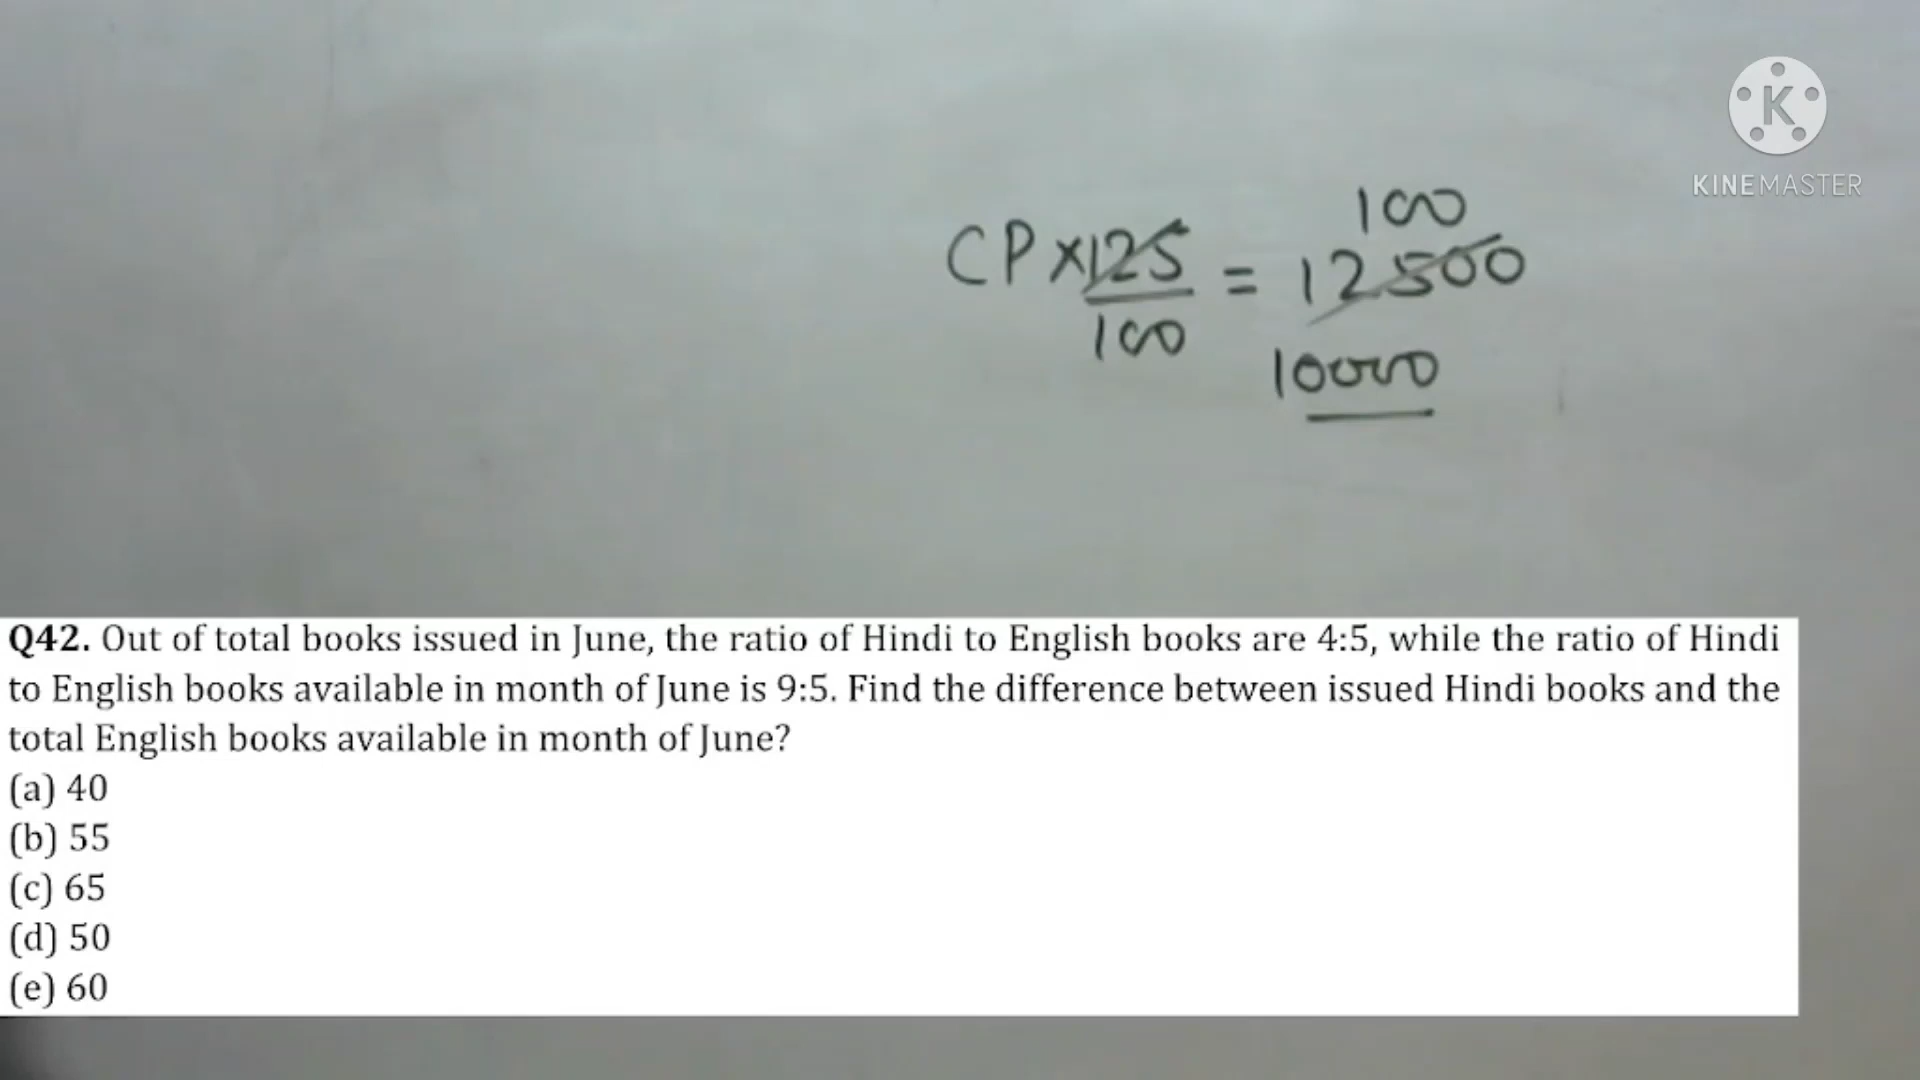 K
KINEMASTER
100
CP×125 = 12500
100
10000
Q42. Out of total books issued in June, the ratio of Hindi to English books are 4:5, while the ratio of Hindi
to English books available in month of June is 9:5. Find the difference between issued Hindi books and the
total English books available in month of June?
(a) 40
(b) 55
(c) 65
(d) 50
(e) 60